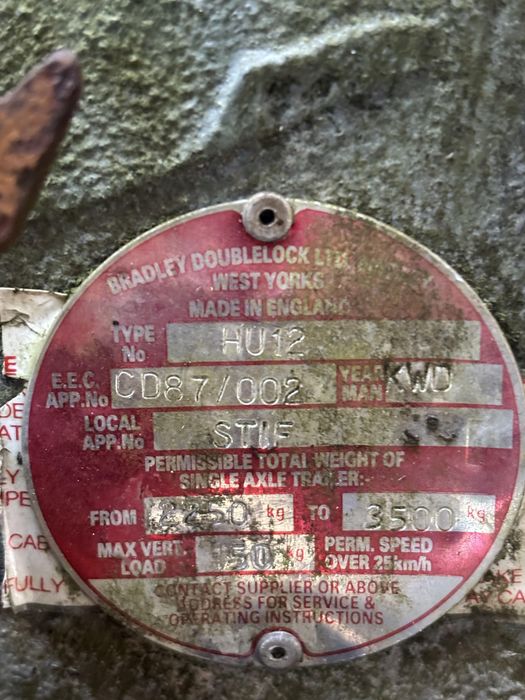 BRADLEY DOUBLELOCK LTD.
WEST YORKS
MADE IN ENGLAND
TYPE No HU12
E.E.C. APP.No CD87/002 YEAR MAN KWD
LOCAL APP.No STIF
PERMISSIBLE TOTAL WEIGHT OF
SINGLE AXLE TRAILER:-
FROM 2250 kg TO 3500 kg
MAX VERT. LOAD 150 kg PERM. SPEED OVER 25km/h
CONTACT SUPPLIER OR ABOVE
ADDRESS FOR SERVICE &
OPERATING INSTRUCTIONS
CAB
FULLY